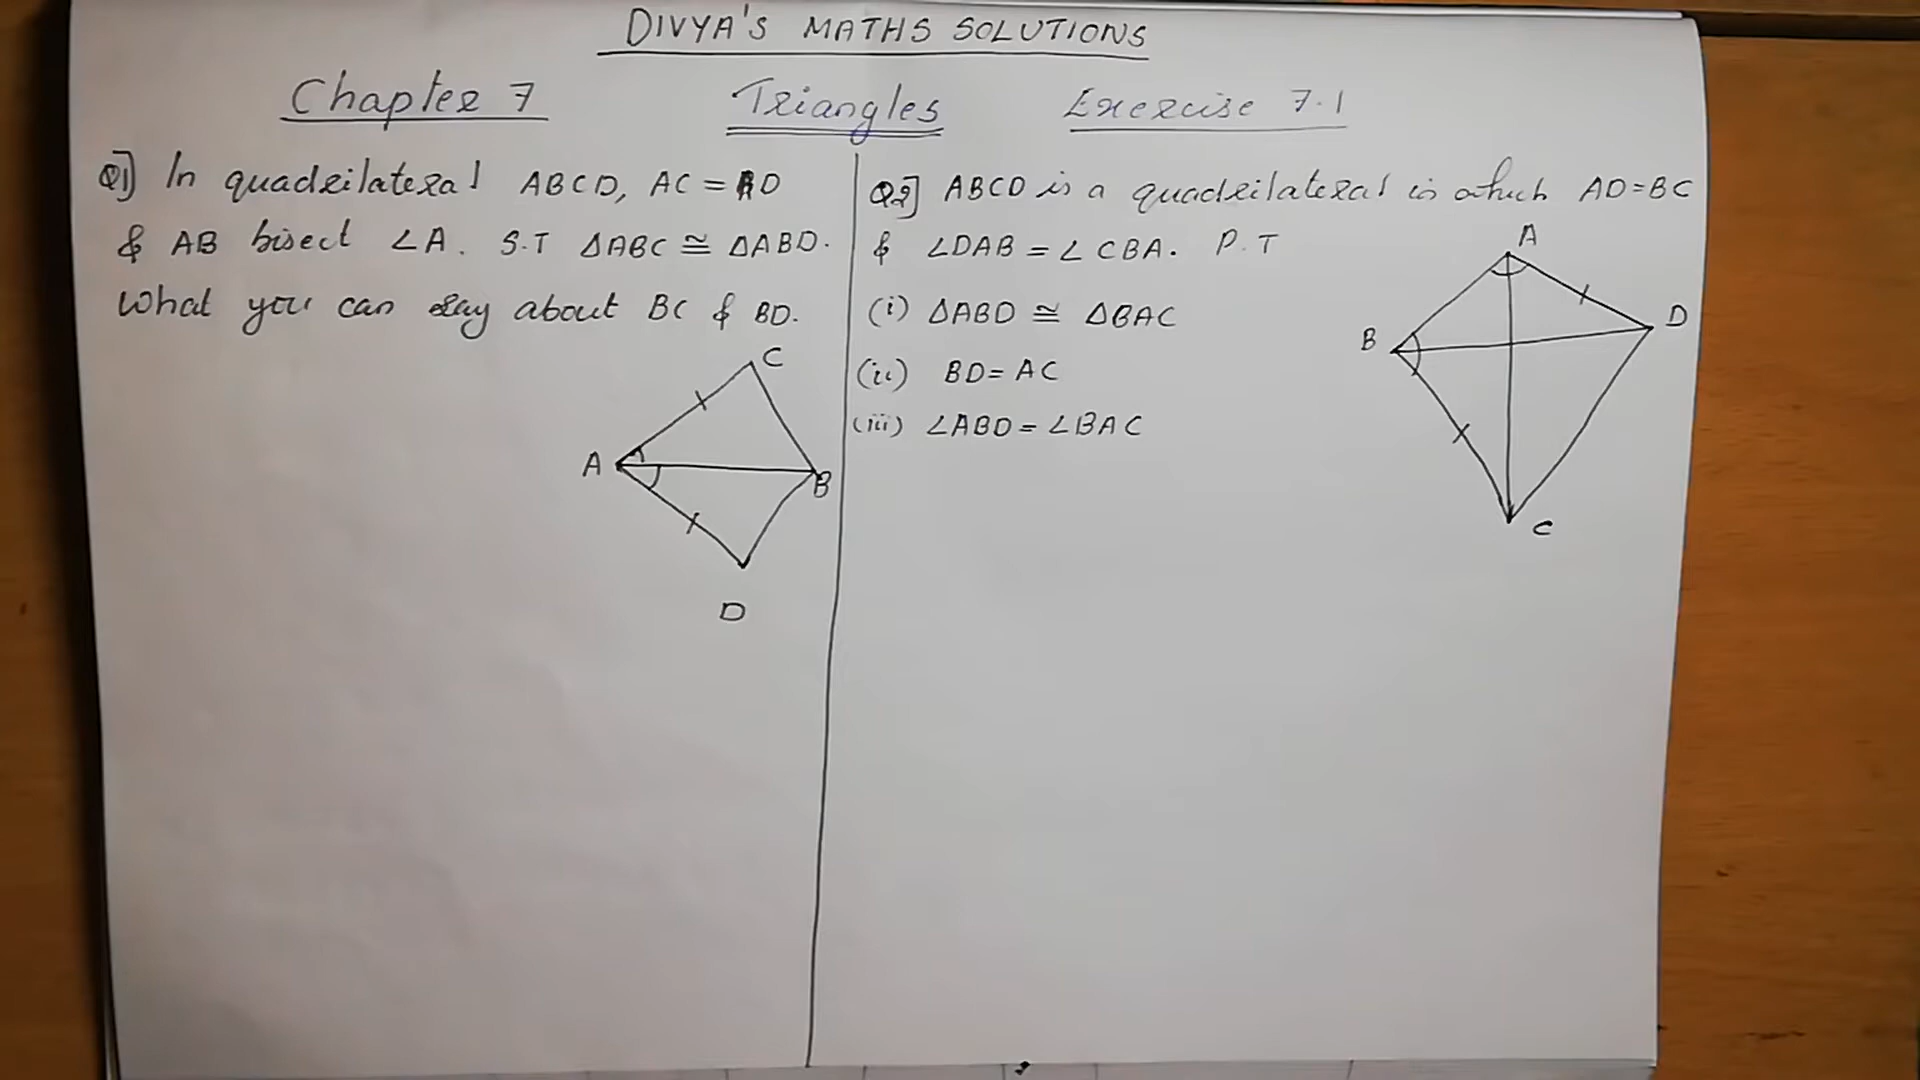 DIVYA'S MATHS SOLUTIONS
Chapter 7 Triangles Exercise 7.1
Q1] In quadrilateral ABCD, AC = AD
& AB bisect ∠A. S.T ΔABC ≅ ΔABD.
What you can say about BC & BD.
C
A
B
D
Q2] ABCD is a quadrilateral in which AD=BC
& ∠DAB = ∠CBA. P.T
(i) ΔABD ≅ ΔBAC
(ii) BD= AC
(iii) ∠ABD= ∠BAC
A
B
D
C